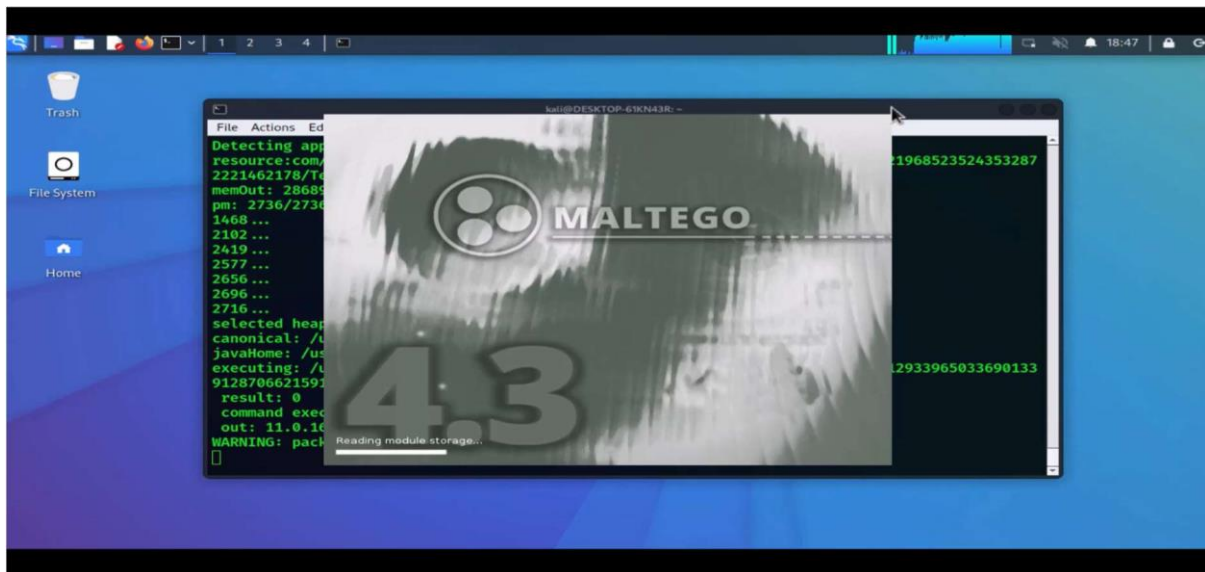 1 2 3 4
18:47
Trash
File System
Home
kali@DESKTOP-61KN43R: ~
File Actions Ed
Detecting app
resource:com/ 21968523524353287
2221462178/Te
memOut: 28689
pm: 2736/2736
1468 ...
2102 ...
2419 ...
2577 ...
2656 ...
2696 ...
2716 ...
selected heap
canonical: /u
javaHome: /us
executing: /u 12933965033690133
9128706621591
result: 0
command exec
out: 11.0.16
WARNING: pack
MALTEGO
4.3
Reading module storage...